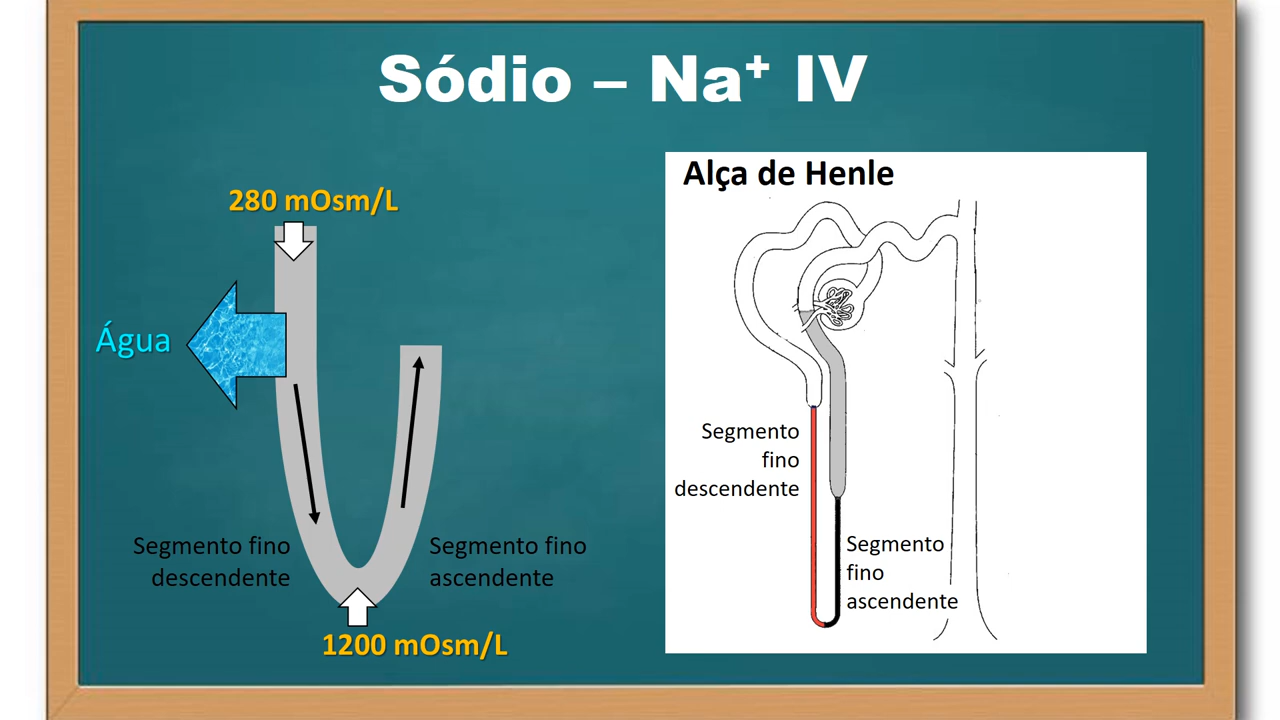 Sódio – Na⁺ IV
280 mOsm/L
Água
Segmento fino
descendente
Segmento fino
ascendente
1200 mOsm/L
Alça de Henle
Segmento
fino
descendente
Segmento
fino
ascendente